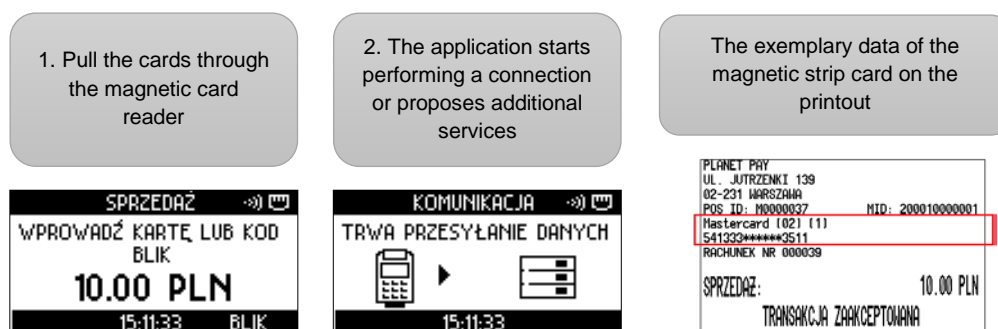 1. Pull the cards through
the magnetic card
reader
2. The application starts
performing a connection
or proposes additional
services
The exemplary data of the
magnetic strip card on the
printout
SPRZEDAŻ
WPROWADŹ KARTĘ LUB KOD
BLIK
10.00 PLN
15:11:33 BLIK
KOMUNIKACJA
TRWA PRZESYŁANIE DANYCH
15:11:33
PLANET PAY
UL. JUTRZENKI 139
02-231 WARSZAWA
POS ID: M0000037 MID: 200010000001
Mastercard (02) (1)
541333******3511
RACHUNEK NR 000039
SPRZEDAŻ: 10.00 PLN
TRANSAKCJA ZAAKCEPTOWANA